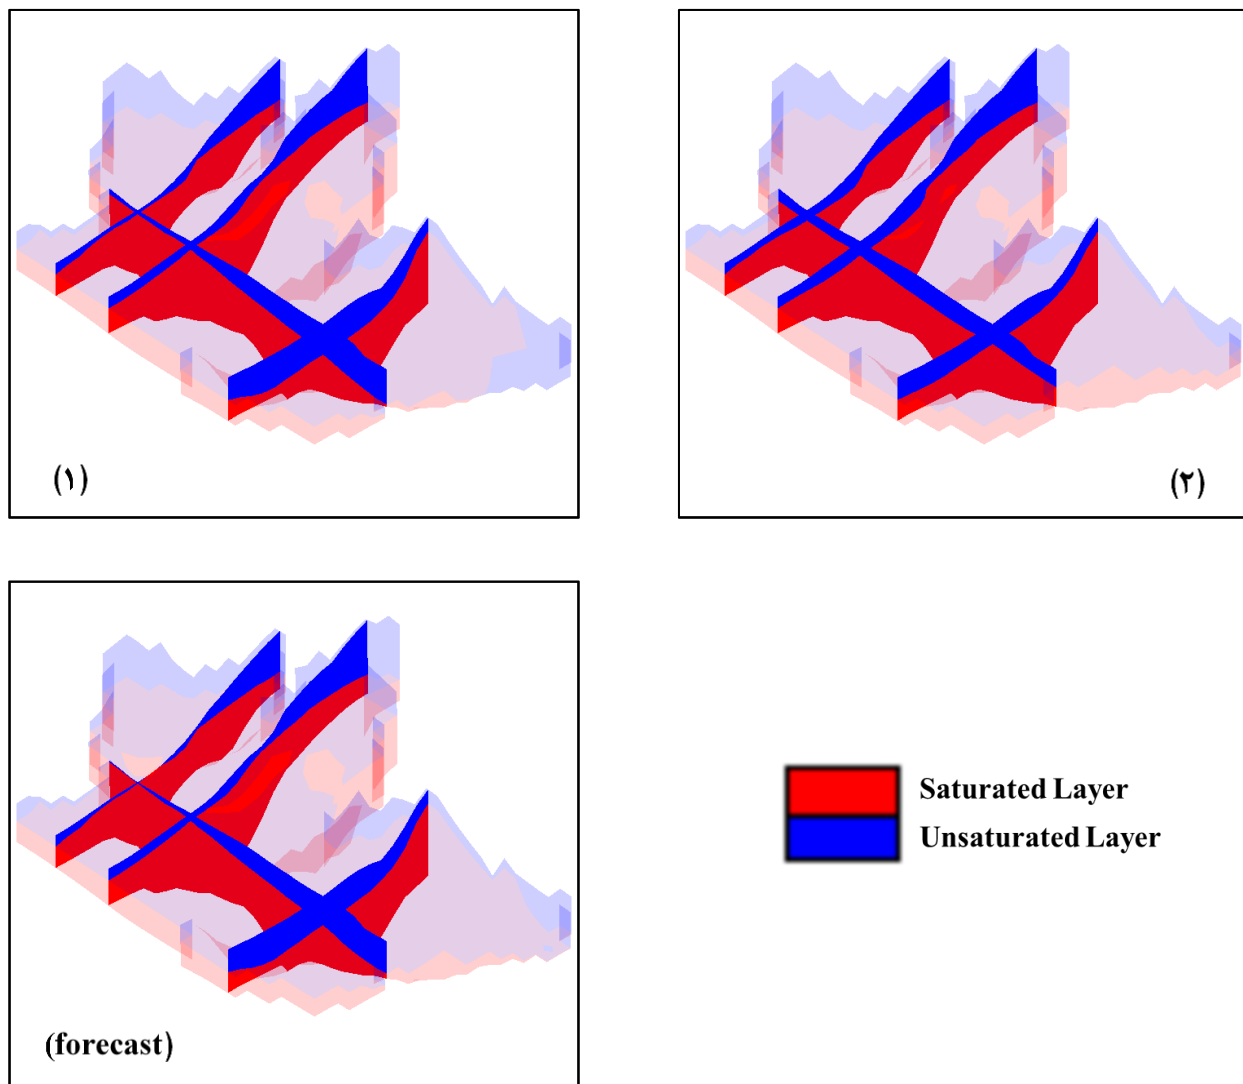 (۱)
(۲)
(forecast)
Saturated Layer
Unsaturated Layer